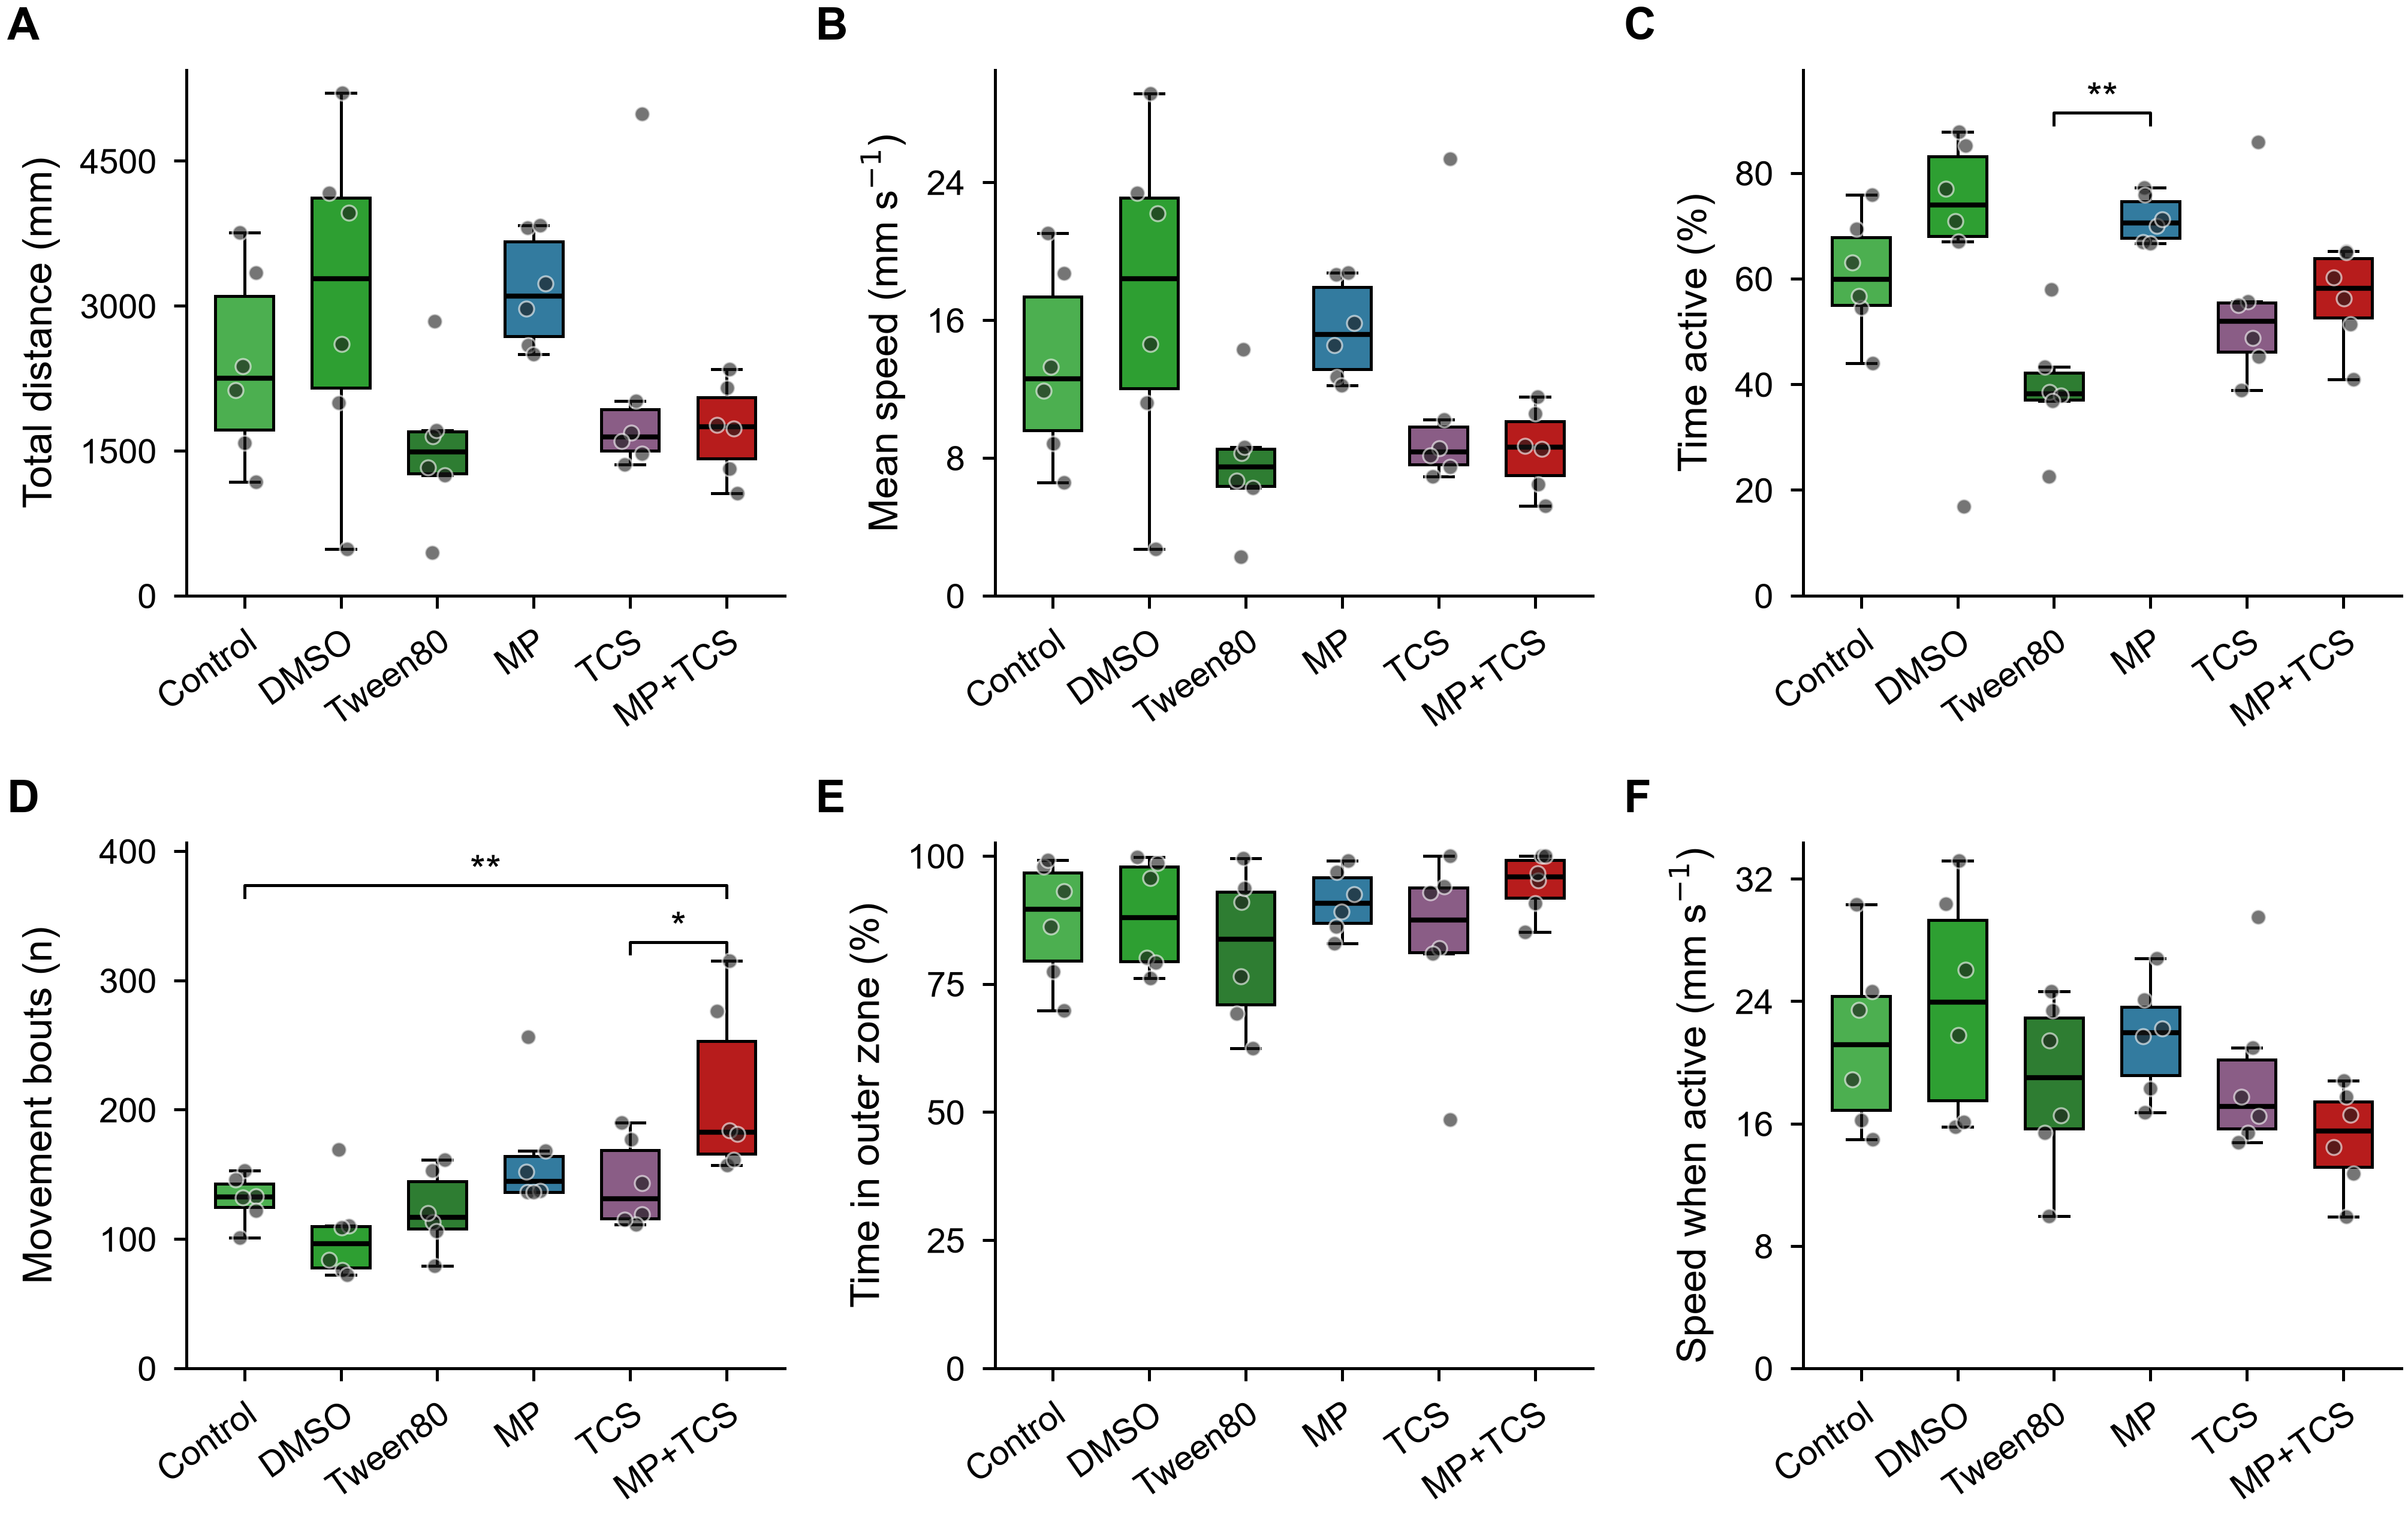 A
Total distance (mm)
4500
3000
1500
0
Control
DMSO
Tween80
MP
TCS
MP+TCS
B
Mean speed (mm s⁻¹)
24
16
8
0
Control
DMSO
Tween80
MP
TCS
MP+TCS
C
Time active (%)
80
60
40
20
0
**
Control
DMSO
Tween80
MP
TCS
MP+TCS
D
Movement bouts (n)
400
300
200
100
0
**
*
Control
DMSO
Tween80
MP
TCS
MP+TCS
E
Time in outer zone (%)
100
75
50
25
0
Control
DMSO
Tween80
MP
TCS
MP+TCS
F
Speed when active (mm s⁻¹)
32
24
16
8
0
Control
DMSO
Tween80
MP
TCS
MP+TCS